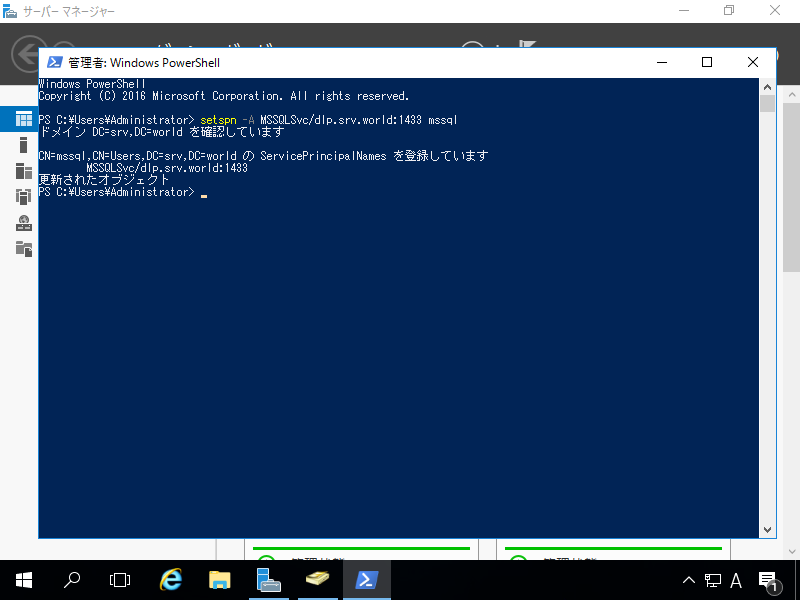 サーバー マネージャー
管理者: Windows PowerShell
Windows PowerShell
Copyright (C) 2016 Microsoft Corporation. All rights reserved.
PS C:¥Users¥Administrator> setspn -A MSSQLSvc/dlp.srv.world:1433 mssql
ドメイン DC=srv,DC=world を確認しています
CN=mssql,CN=Users,DC=srv,DC=world の ServicePrincipalNames を登録しています
MSSQLSvc/dlp.srv.world:1433
更新されたオブジェクト
PS C:¥Users¥Administrator>
A
1